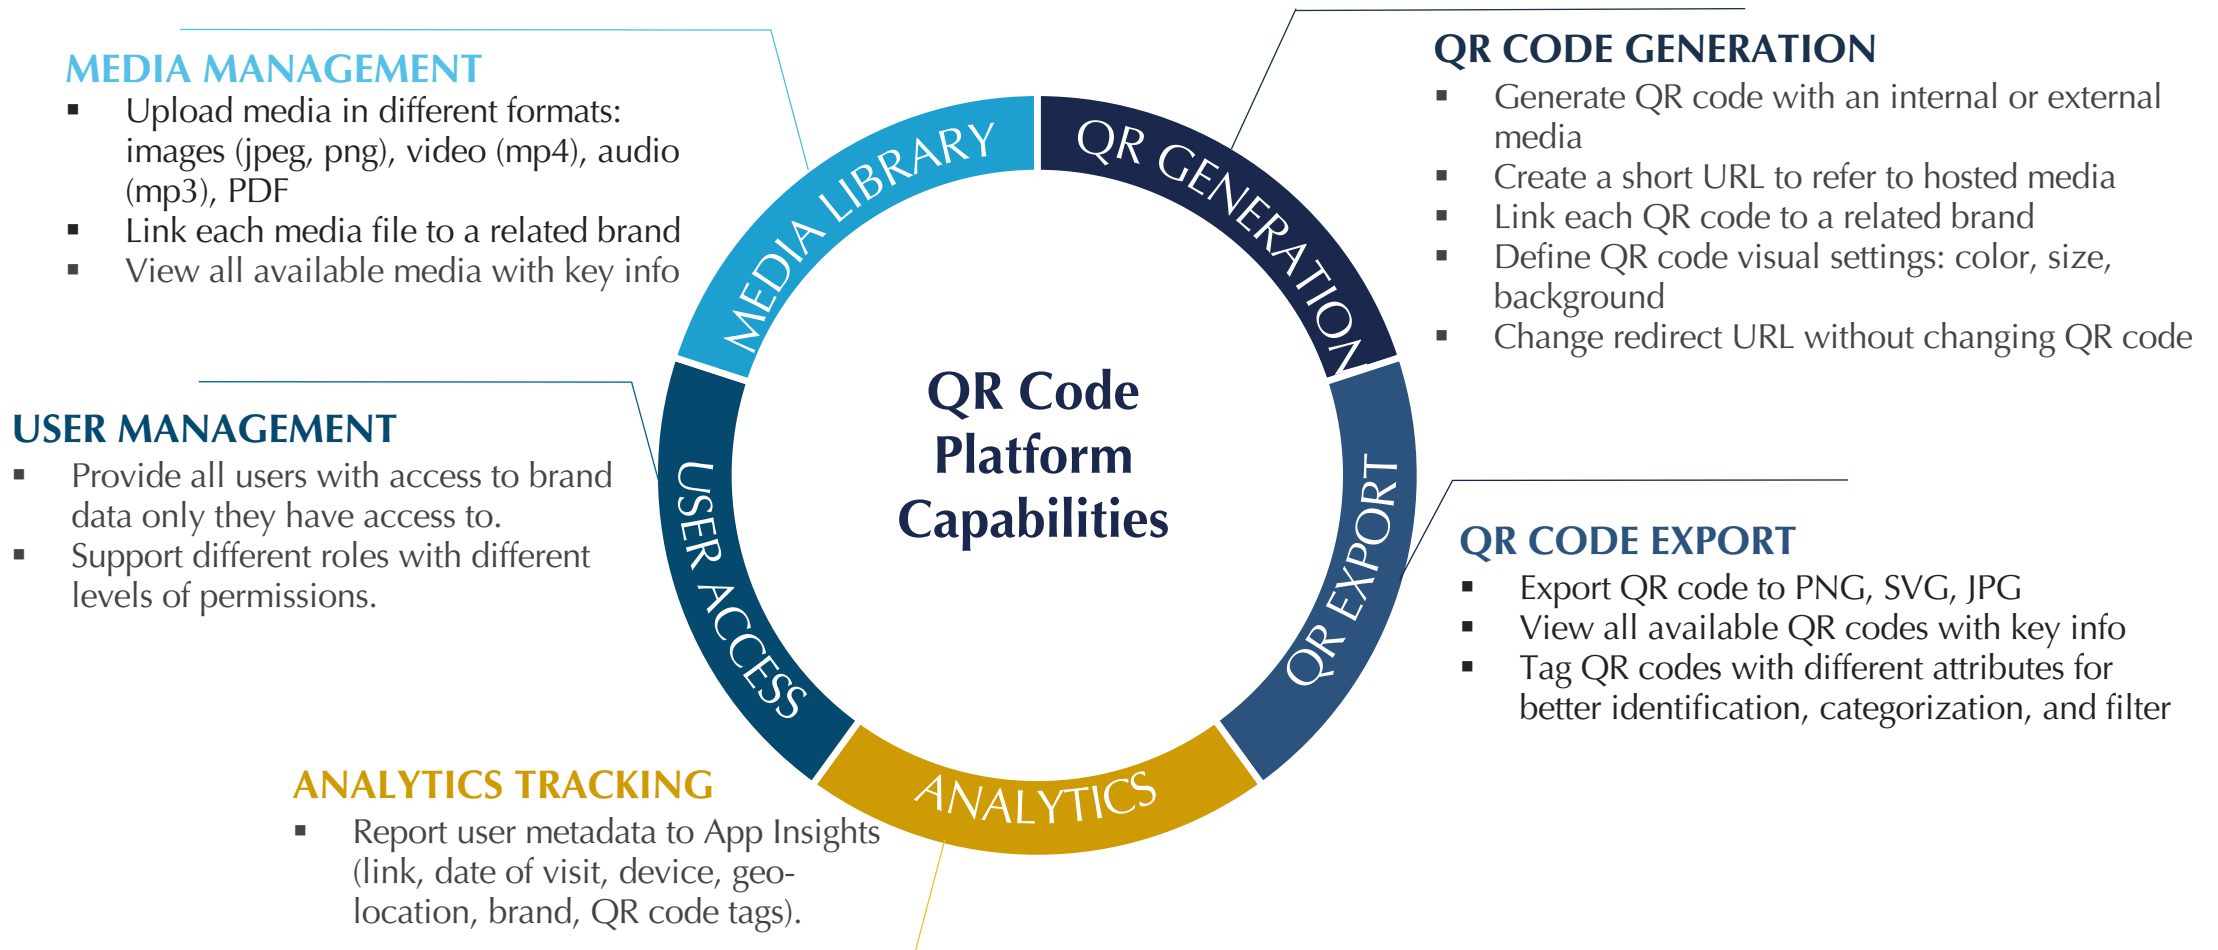 MEDIA MANAGEMENT
▪ Upload media in different formats:
images (jpeg, png), video (mp4), audio
(mp3), PDF
▪ Link each media file to a related brand
▪ View all available media with key info
QR CODE GENERATION
▪ Generate QR code with an internal or external
media
▪ Create a short URL to refer to hosted media
▪ Link each QR code to a related brand
▪ Define QR code visual settings: color, size,
background
▪ Change redirect URL without changing QR code
MEDIA LIBRARY
QR GENERATION
QR Code
Platform
Capabilities
USER ACCESS
QR EXPORT
ANALYTICS
USER MANAGEMENT
▪ Provide all users with access to brand
data only they have access to.
▪ Support different roles with different
levels of permissions.
QR CODE EXPORT
▪ Export QR code to PNG, SVG, JPG
▪ View all available QR codes with key info
▪ Tag QR codes with different attributes for
better identification, categorization, and filter
ANALYTICS TRACKING
▪ Report user metadata to App Insights
(link, date of visit, device, geo-
location, brand, QR code tags).